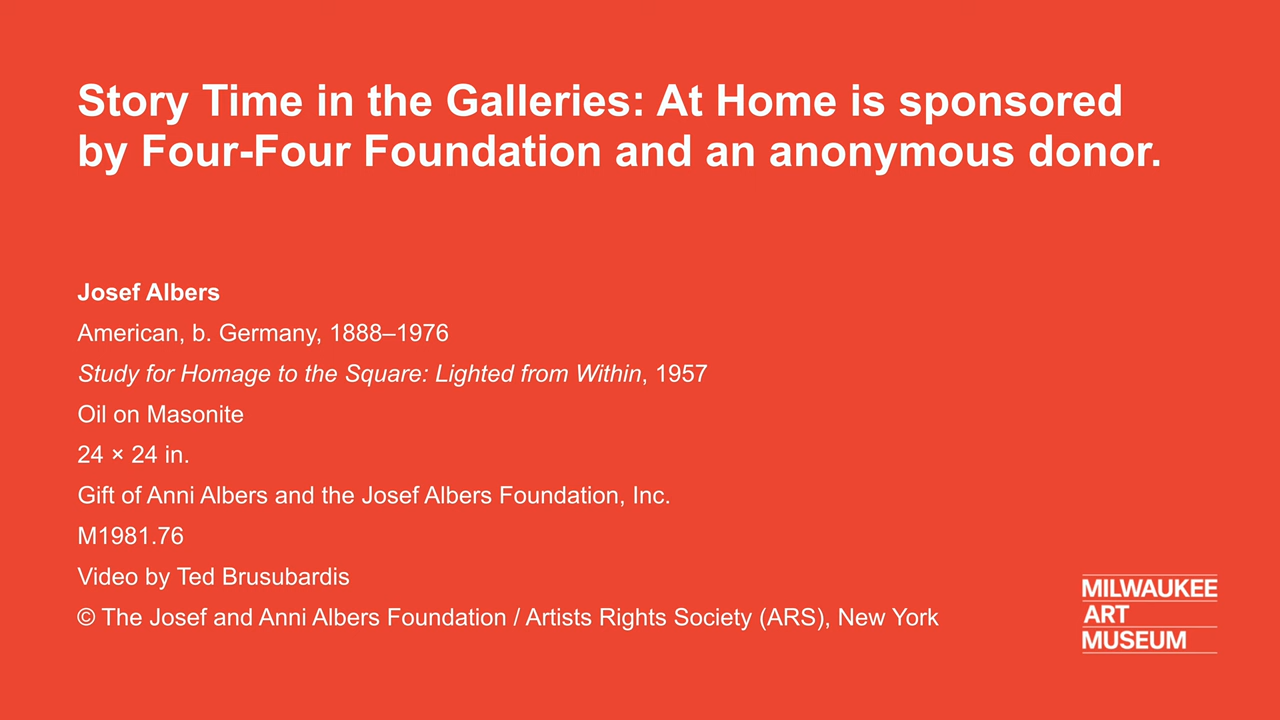 Story Time in the Galleries: At Home is sponsored
by Four-Four Foundation and an anonymous donor.
Josef Albers
American, b. Germany, 1888–1976
Study for Homage to the Square: Lighted from Within, 1957
Oil on Masonite
24 × 24 in.
Gift of Anni Albers and the Josef Albers Foundation, Inc.
M1981.76
Video by Ted Brusubardis
© The Josef and Anni Albers Foundation / Artists Rights Society (ARS), New York
MILWAUKEE
ART
MUSEUM